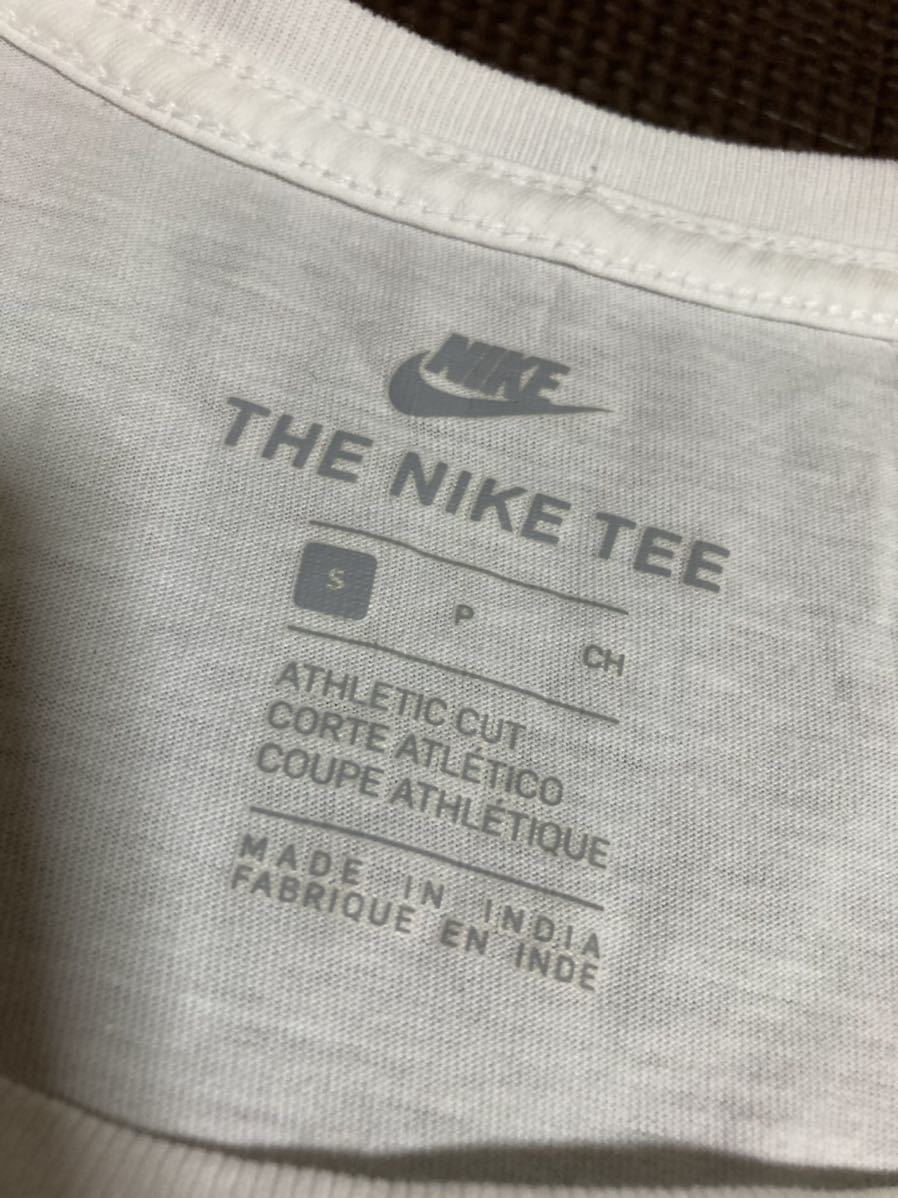 NIKE
THE NIKE TEE
S P CH
ATHLETIC CUT
CORTE ATLÉTICO
COUPE ATHLÉTIQUE
MADE IN INDIA
FABRIQUE EN INDE